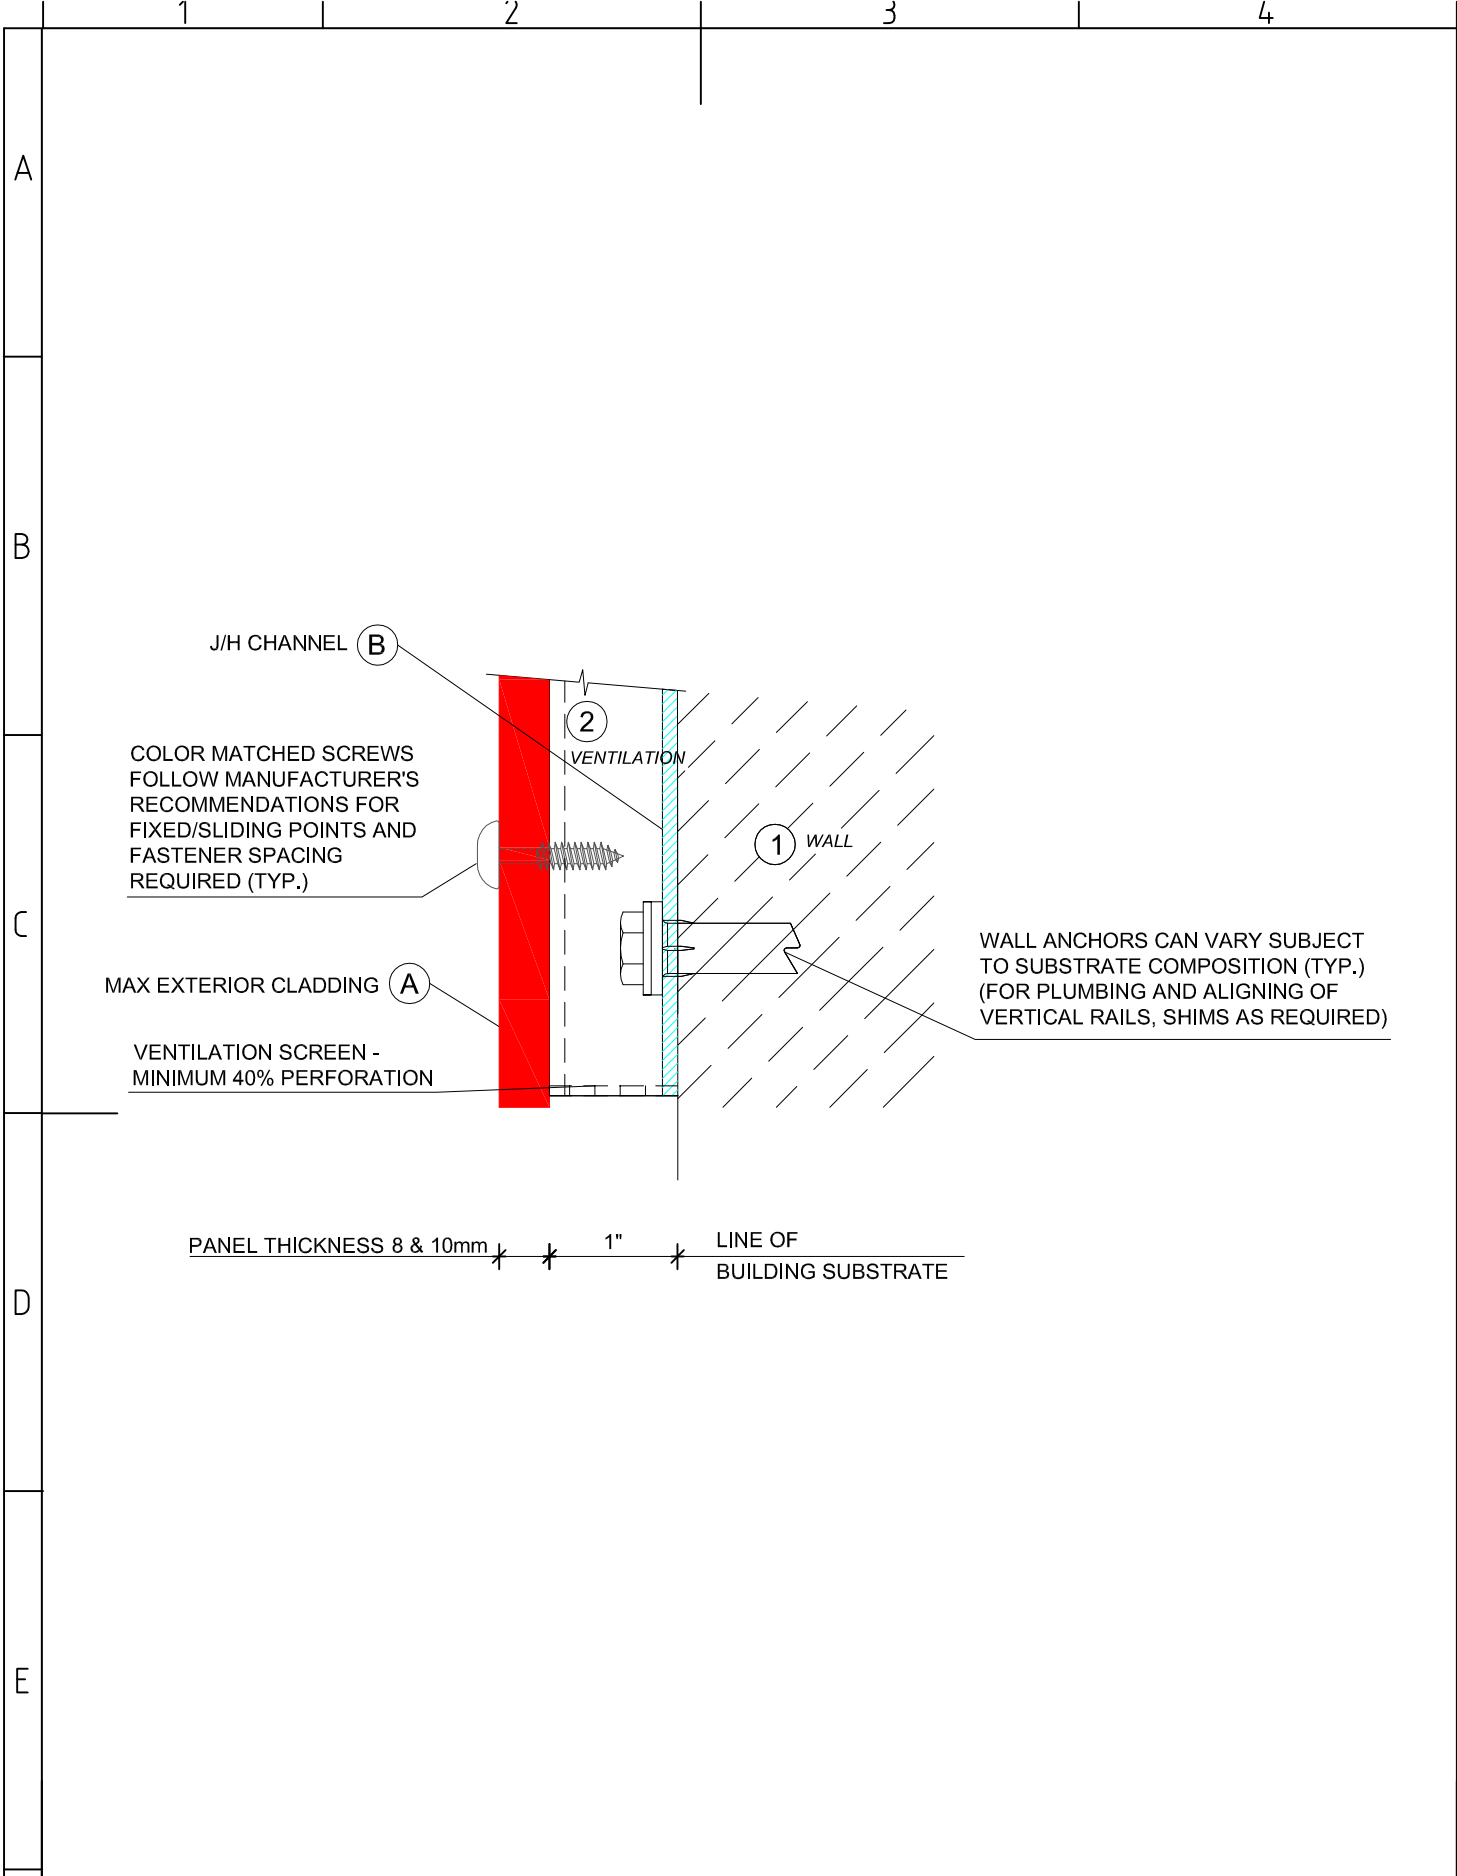 1 2 3 4
A
B
J/H CHANNEL B
2
VENTILATION
COLOR MATCHED SCREWS
FOLLOW MANUFACTURER'S
RECOMMENDATIONS FOR
FIXED/SLIDING POINTS AND
FASTENER SPACING
REQUIRED (TYP.)
1 WALL
C
WALL ANCHORS CAN VARY SUBJECT
TO SUBSTRATE COMPOSITION (TYP.)
(FOR PLUMBING AND ALIGNING OF
VERTICAL RAILS, SHIMS AS REQUIRED)
MAX EXTERIOR CLADDING A
VENTILATION SCREEN -
MINIMUM 40% PERFORATION
PANEL THICKNESS 8 & 10mm
1"
LINE OF
BUILDING SUBSTRATE
D
E